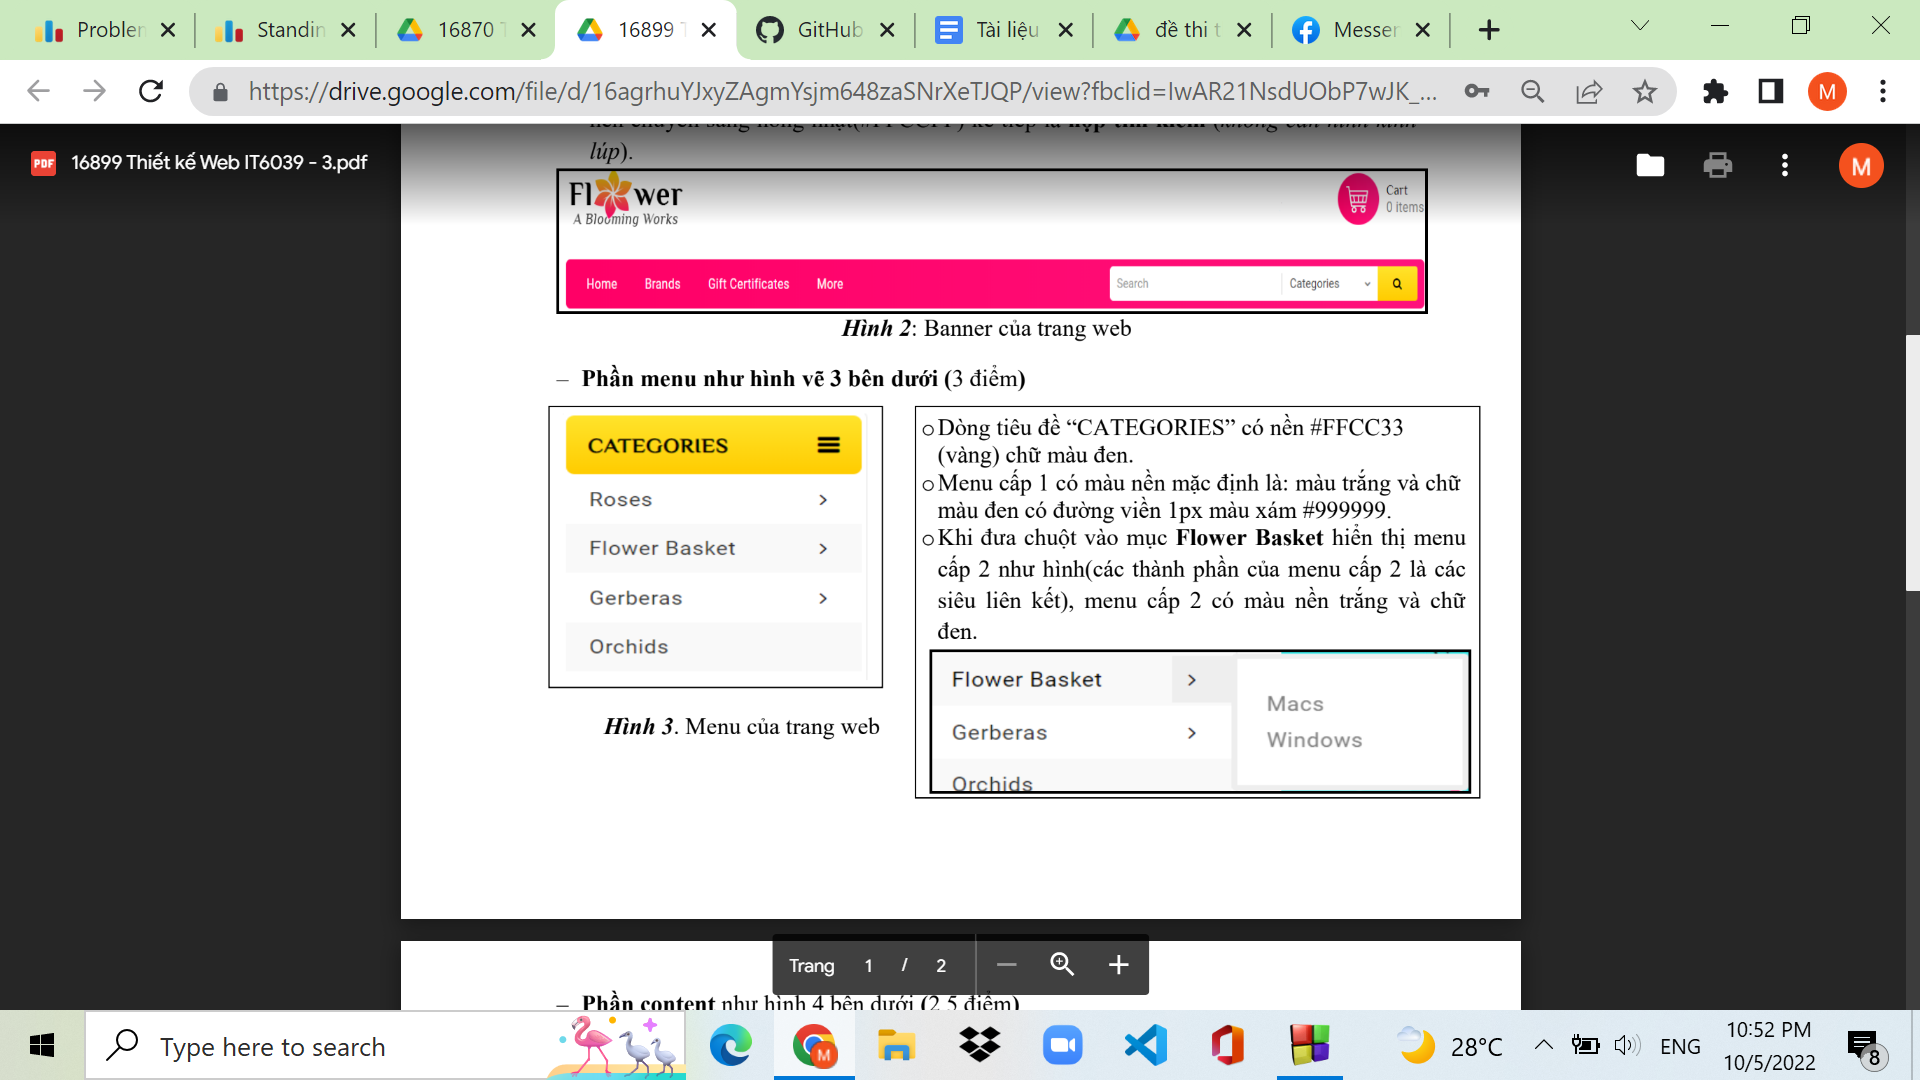 Problem
Standin
16870 T
16899 T
GitHub
Tài liệu
đề thi t
Messer
https://drive.google.com/file/d/16agrhuYJxyZAgmYsjm648zaSNrXeTJQP/view?fbclid=IwAR21NsdUObP7wJK_...
M
PDF 16899 Thiết kế Web IT6039 - 3.pdf
M
lúp).
Flower
A Blooming Works
Cart
0 items
Home Brands Gift Certificates More Search Categories
Hình 2: Banner của trang web
– Phần menu như hình vẽ 3 bên dưới (3 điểm)
CATEGORIES
Roses >
Flower Basket >
Gerberas >
Orchids
Hình 3. Menu của trang web
o Dòng tiêu đề “CATEGORIES” có nền #FFCC33
(vàng) chữ màu đen.
o Menu cấp 1 có màu nền mặc định là: màu trắng và chữ
màu đen có đường viền 1px màu xám #999999.
o Khi đưa chuột vào mục Flower Basket hiển thị menu
cấp 2 như hình(các thành phần của menu cấp 2 là các
siêu liên kết), menu cấp 2 có màu nền trắng và chữ
đen.
Flower Basket >
Gerberas >
Orchids
Macs
Windows
Trang 1 / 2
– Phần content như hình 4 bên dưới (2.5 điểm)
Type here to search
M
28°C
ENG
10:52 PM
10/5/2022
8